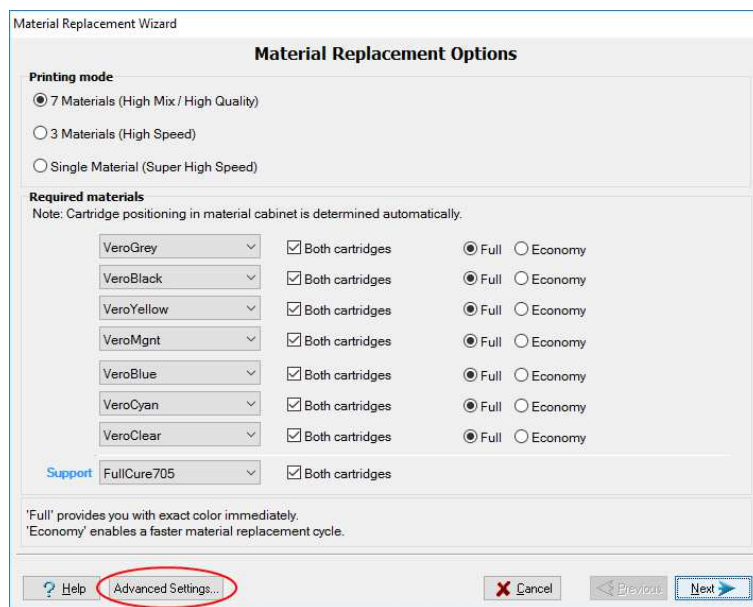 Material Replacement Wizard
Material Replacement Options
Printing mode
7 Materials (High Mix / High Quality)
3 Materials (High Speed)
Single Material (Super High Speed)
Required materials
Note: Cartridge positioning in material cabinet is determined automatically.
VeroGrey Both cartridges Full Economy
VeroBlack Both cartridges Full Economy
VeroYellow Both cartridges Full Economy
VeroMgnt Both cartridges Full Economy
VeroBlue Both cartridges Full Economy
VeroCyan Both cartridges Full Economy
VeroClear Both cartridges Full Economy
Support FullCure705 Both cartridges
'Full' provides you with exact color immediately.
'Economy' enables a faster material replacement cycle.
? Help Advanced Settings... Cancel Previous Next